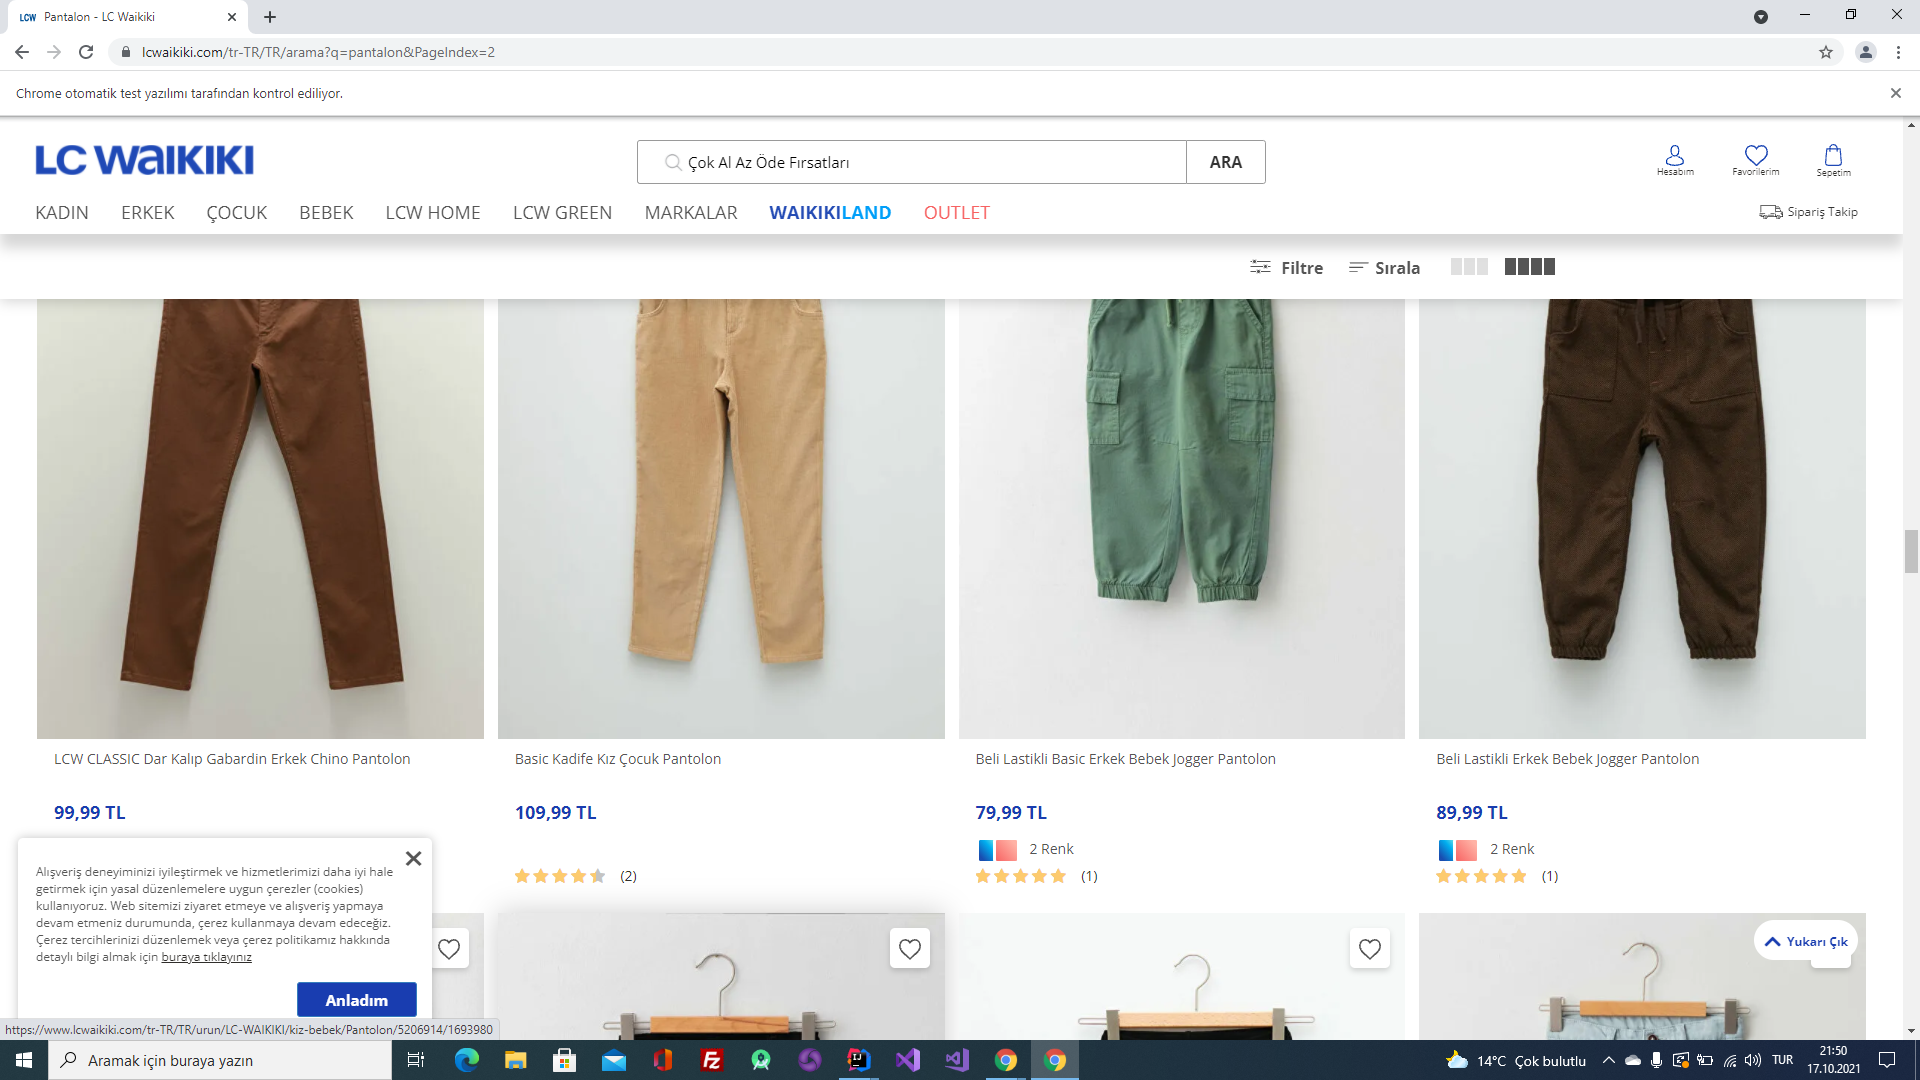 LCW Pantalon - LC Waikiki
lcwaikiki.com/tr-TR/TR/arama?q=pantalon&PageIndex=2
Chrome otomatik test yazılımı tarafından kontrol ediliyor.
LC WAIKIKI
Çok Al Az Öde Fırsatları
ARA
Hesabım
Favorilerim
Sepetim
KADIN ERKEK ÇOCUK BEBEK LCW HOME LCW GREEN MARKALAR WAIKIKILAND OUTLET
Sipariş Takip
Filtre
Sırala
LCW CLASSIC Dar Kalıp Gabardin Erkek Chino Pantolon
99,99 TL
Basic Kadife Kız Çocuk Pantolon
109,99 TL
(2)
Beli Lastikli Basic Erkek Bebek Jogger Pantolon
79,99 TL
2 Renk
(1)
Beli Lastikli Erkek Bebek Jogger Pantolon
89,99 TL
2 Renk
(1)
Alışveriş deneyiminizi iyileştirmek ve hizmetlerimizi daha iyi hale
getirmek için yasal düzenlemelere uygun çerezler (cookies)
kullanıyoruz. Web sitemizi ziyaret etmeye ve alışveriş yapmaya
devam etmeniz durumunda, çerez kullanmaya devam edeceğiz.
Çerez tercihlerinizi düzenlemek veya çerez politikamız hakkında
detaylı bilgi almak için buraya tıklayınız
Anladım
Yukarı Çık
https://www.lcwaikiki.com/tr-TR/TR/urun/LC-WAIKIKI/kiz-bebek/Pantolon/5206914/1693980
Aramak için buraya yazın
14°C Çok bulutlu
TUR
21:50
17.10.2021